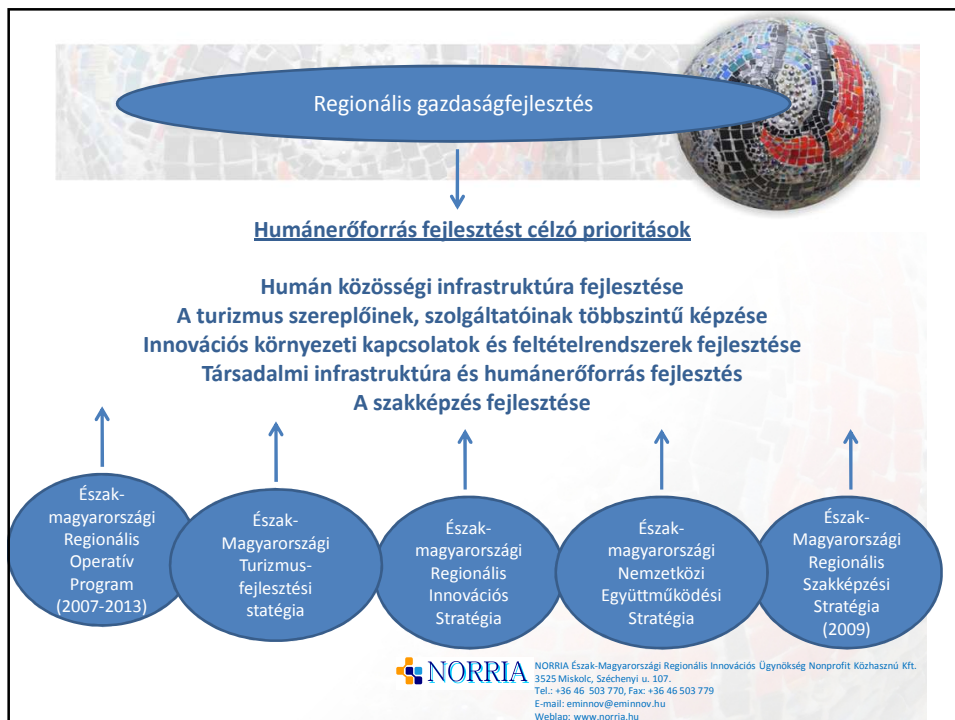 Regionális gazdaságfejlesztés
Humánerőforrás fejlesztést célzó prioritások
Humán közösségi infrastruktúra fejlesztése
A turizmus szereplőinek, szolgáltatóinak többszintű képzése
Innovációs környezeti kapcsolatok és feltételrendszerek fejlesztése
Társadalmi infrastruktúra és humánerőforrás fejlesztés
A szakképzés fejlesztése
Észak-
magyarországi
Regionális
Operatív
Program
(2007-2013)
Észak-
Magyarországi
Turizmus-
fejlesztési
statégia
Észak-
magyarországi
Regionális
Innovációs
Stratégia
Észak-
magyarországi
Nemzetközi
Együttműködési
Stratégia
Észak-
Magyarországi
Regionális
Szakképzési
Stratégia
(2009)
NORRIA
NORRIA Észak-Magyarországi Regionális Innovációs Ügynökség Nonprofit Közhasznú Kft.
3525 Miskolc, Széchenyi u. 107.
Tel.: +36 46 503 770, Fax: +36 46 503 779
E-mail: eminnov@eminnov.hu
Weblap: www.norria.hu